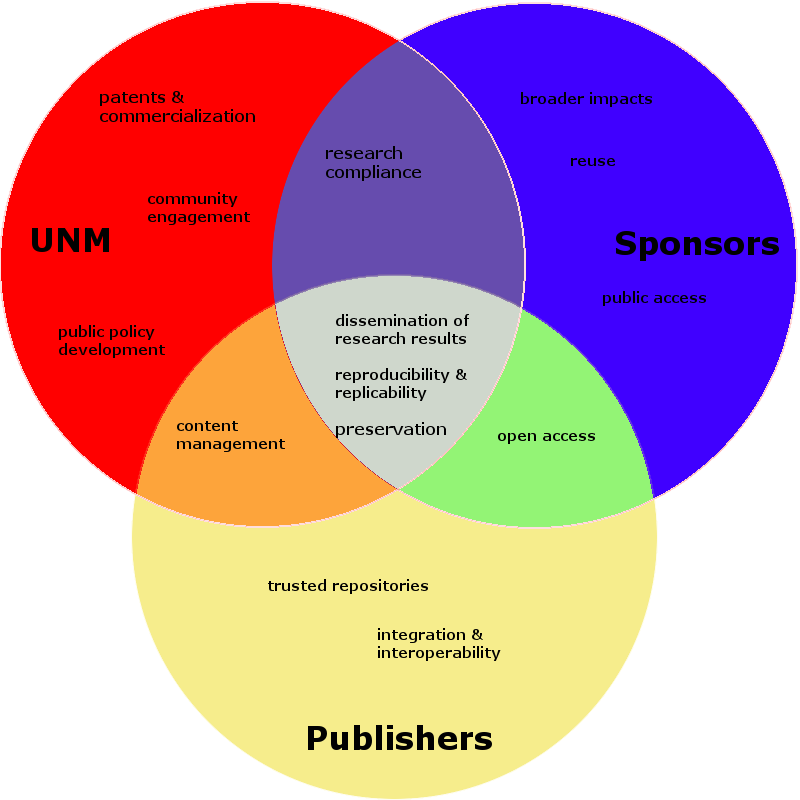 patents &
commercialization
community
engagement
UNM
public policy
development
research
compliance
broader impacts
reuse
Sponsors
public access
dissemination of
research results
reproducibility &
replicability
preservation
content
management
open access
trusted repositories
integration &
interoperability
Publishers